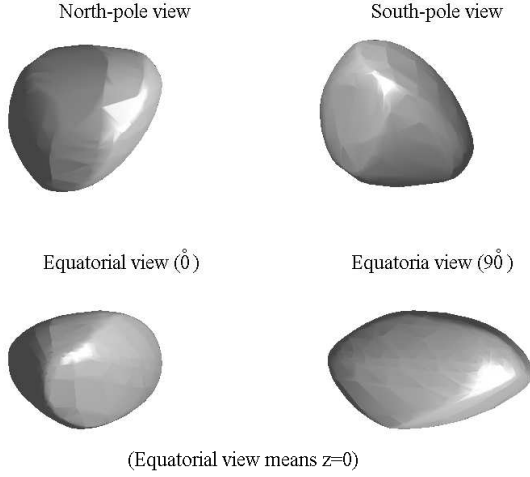 North-pole view
South-pole view
Equatorial view (0°)
Equatoria view (90°)
(Equatorial view means z=0)